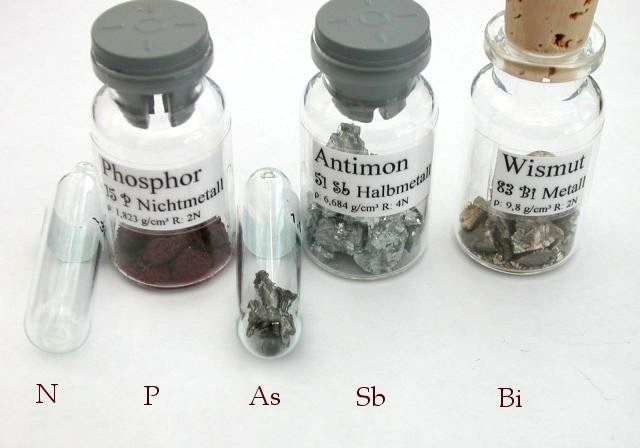 Phosphor
15 P Nichtmetall
ρ: 1,823 g/cm³ R: 2N
Antimon
51 Sb Halbmetall
ρ: 6,684 g/cm³ R: 4N
Wismut
83 Bi Metall
ρ: 9,8 g/cm³ R: 2N
N P As Sb Bi